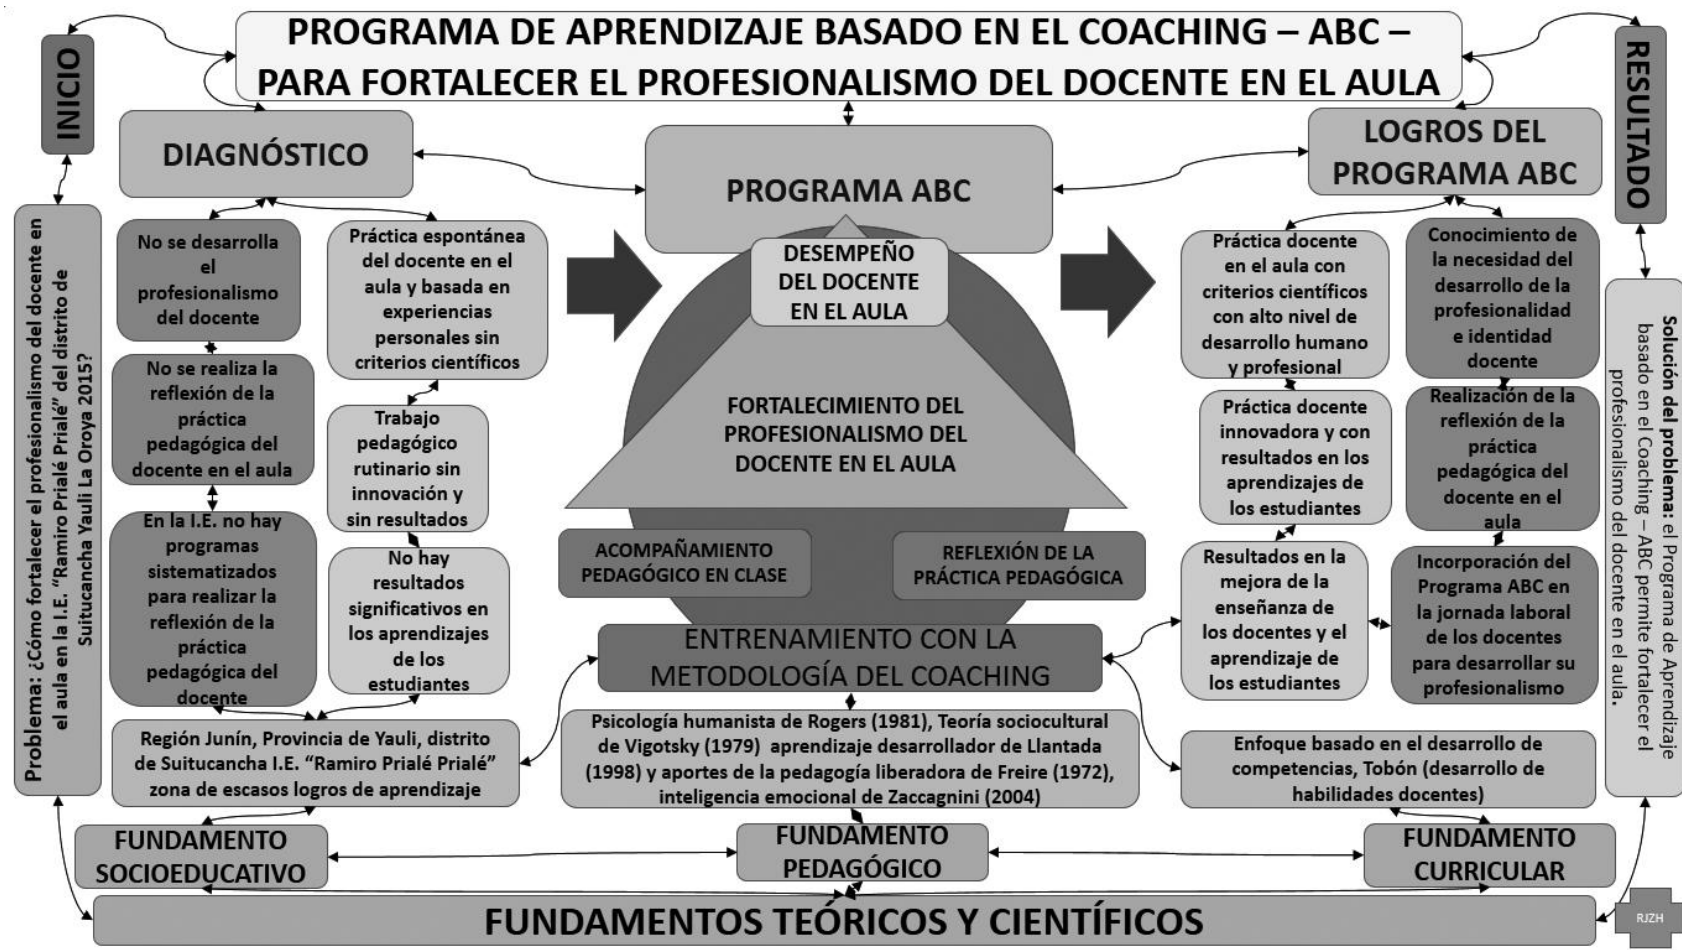 PROGRAMA DE APRENDIZAJE BASADO EN EL COACHING – ABC –
PARA FORTALECER EL PROFESIONALISMO DEL DOCENTE EN EL AULA
INICIO
RESULTADO
Problema: ¿Cómo fortalecer el profesionalismo del docente en
el aula en la I.E. “Ramiro Prialé Prialé” del distrito de
Suitucancha Yauli La Oroya 2015?
DIAGNÓSTICO
No se desarrolla
el
profesionalismo
del docente
No se realiza la
reflexión de la
práctica
pedagógica del
docente en el aula
En la I.E. no hay
programas
sistematizados
para realizar la
reflexión de la
práctica
pedagógica del
docente
Práctica espontánea
del docente en el
aula y basada en
experiencias
personales sin
criterios científicos
Trabajo
pedagógico
rutinario sin
innovación y
sin resultados
No hay
resultados
significativos en
los aprendizajes
de los
estudiantes
Región Junín, Provincia de Yauli, distrito
de Suitucancha I.E. “Ramiro Prialé Prialé”
zona de escasos logros de aprendizaje
FUNDAMENTO
SOCIOEDUCATIVO
PROGRAMA ABC
DESEMPEÑO
DEL DOCENTE
EN EL AULA
FORTALECIMIENTO DEL
PROFESIONALISMO DEL
DOCENTE EN EL AULA
ACOMPAÑAMIENTO
PEDAGÓGICO EN CLASE
REFLEXIÓN DE LA
PRÁCTICA PEDAGÓGICA
ENTRENAMIENTO CON LA
METODOLOGÍA DEL COACHING
Psicología humanista de Rogers (1981), Teoría sociocultural
de Vigotsky (1979) aprendizaje desarrollador de Llantada
(1998) y aportes de la pedagogía liberadora de Freire (1972),
inteligencia emocional de Zaccagnini (2004)
FUNDAMENTO
PEDAGÓGICO
LOGROS DEL
PROGRAMA ABC
Práctica docente
en el aula con
criterios científicos
con alto nivel de
desarrollo humano
y profesional
Práctica docente
innovadora y con
resultados en los
aprendizajes de
los estudiantes
Resultados en la
mejora de la
enseñanza de
los docentes y el
aprendizaje de
los estudiantes
Conocimiento de
la necesidad del
desarrollo de la
profesionalidad
e identidad
docente
Realización de la
reflexión de la
práctica
pedagógica del
docente en el
aula
Incorporación del
Programa ABC en
la jornada laboral
de los docentes
para desarrollar su
profesionalismo
Enfoque basado en el desarrollo de
competencias, Tobón (desarrollo de
habilidades docentes)
FUNDAMENTO
CURRICULAR
Solución del problema: el Programa de Aprendizaje
basado en el Coaching – ABC permite fortalecer el
profesionalismo del docente en el aula.
FUNDAMENTOS TEÓRICOS Y CIENTÍFICOS
RJZH